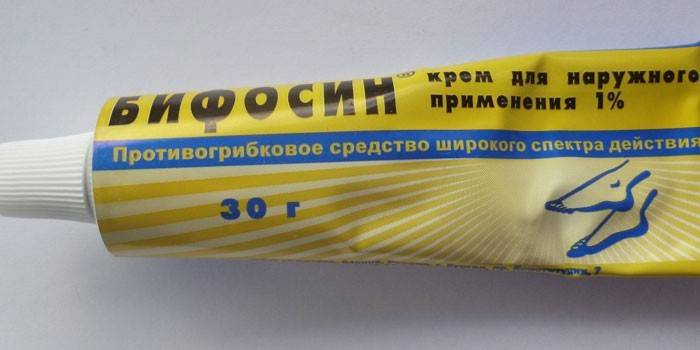 БИФОСИН®
крем для наружного
применения 1%
Противогрибковое средство широкого спектра действия
30 г